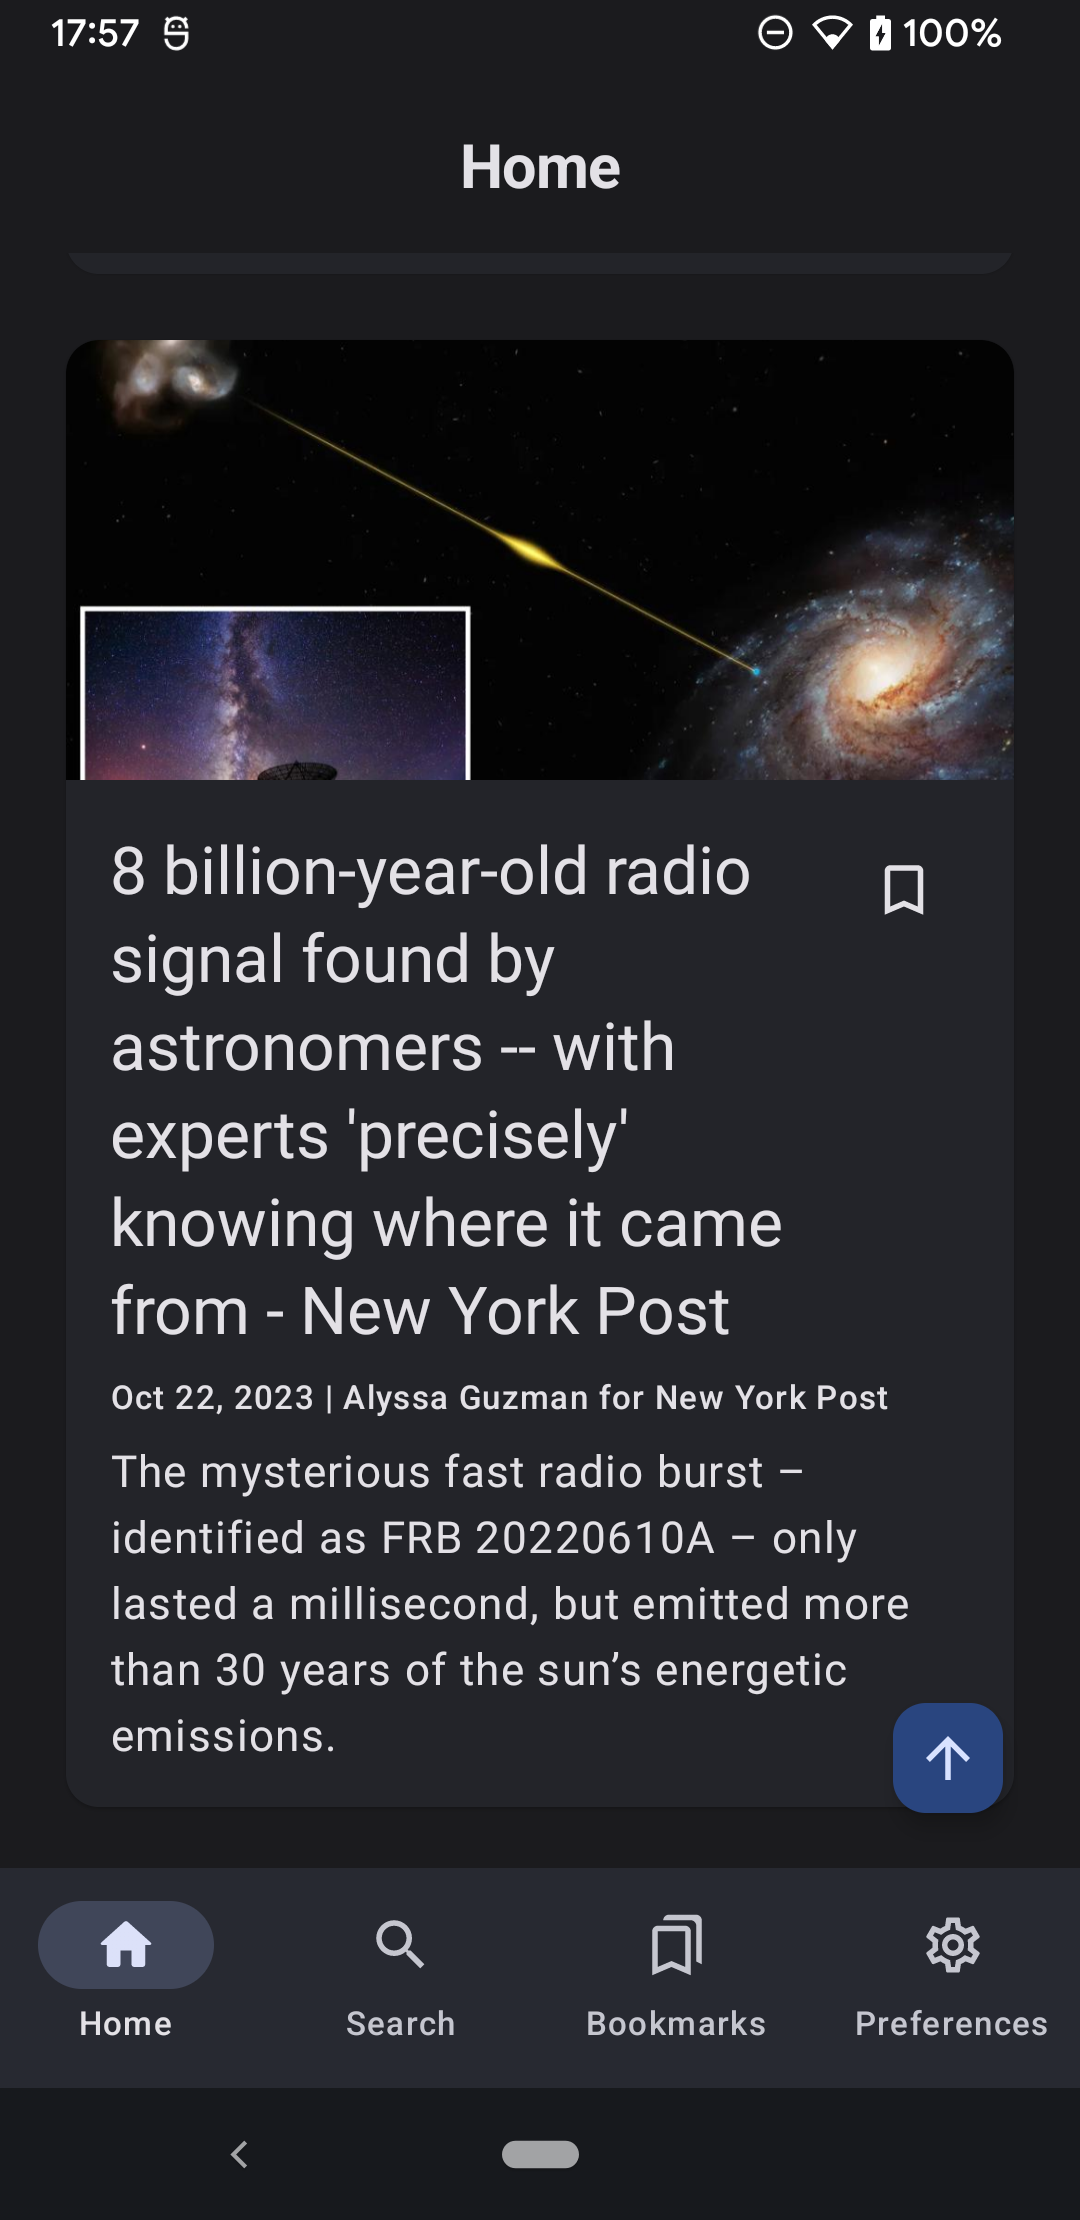 17:57
100%
Home
8 billion-year-old radio
signal found by
astronomers -- with
experts 'precisely'
knowing where it came
from - New York Post
Oct 22, 2023 | Alyssa Guzman for New York Post
The mysterious fast radio burst –
identified as FRB 20220610A – only
lasted a millisecond, but emitted more
than 30 years of the sun’s energetic
emissions.
Home
Search
Bookmarks
Preferences